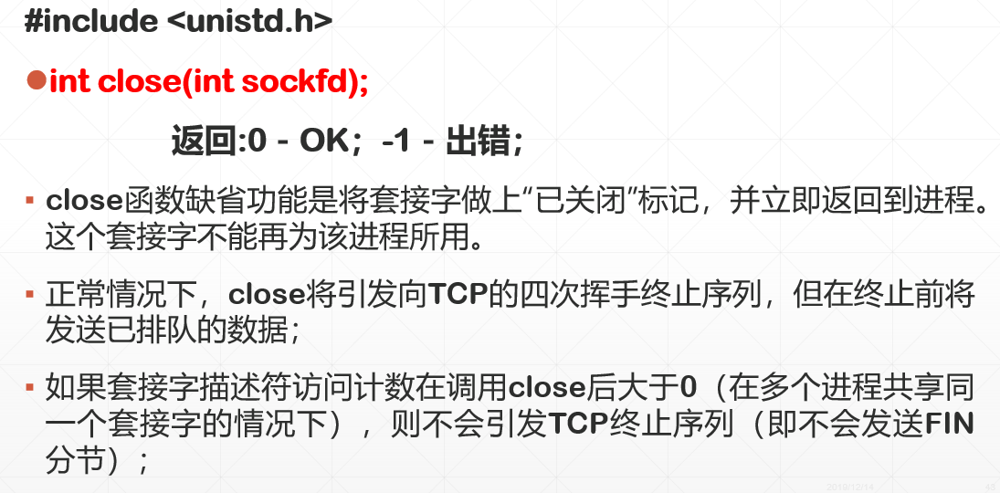 #include <unistd.h>
●int close(int sockfd);
返回:0 - OK；-1 - 出错；
▪ close函数缺省功能是将套接字做上“已关闭”标记，并立即返回到进程。
这个套接字不能再为该进程所用。
▪ 正常情况下，close将引发向TCP的四次挥手终止序列，但在终止前将
发送已排队的数据；
▪ 如果套接字描述符访问计数在调用close后大于0（在多个进程共享同
一个套接字的情况下），则不会引发TCP终止序列（即不会发送FIN
分节）；